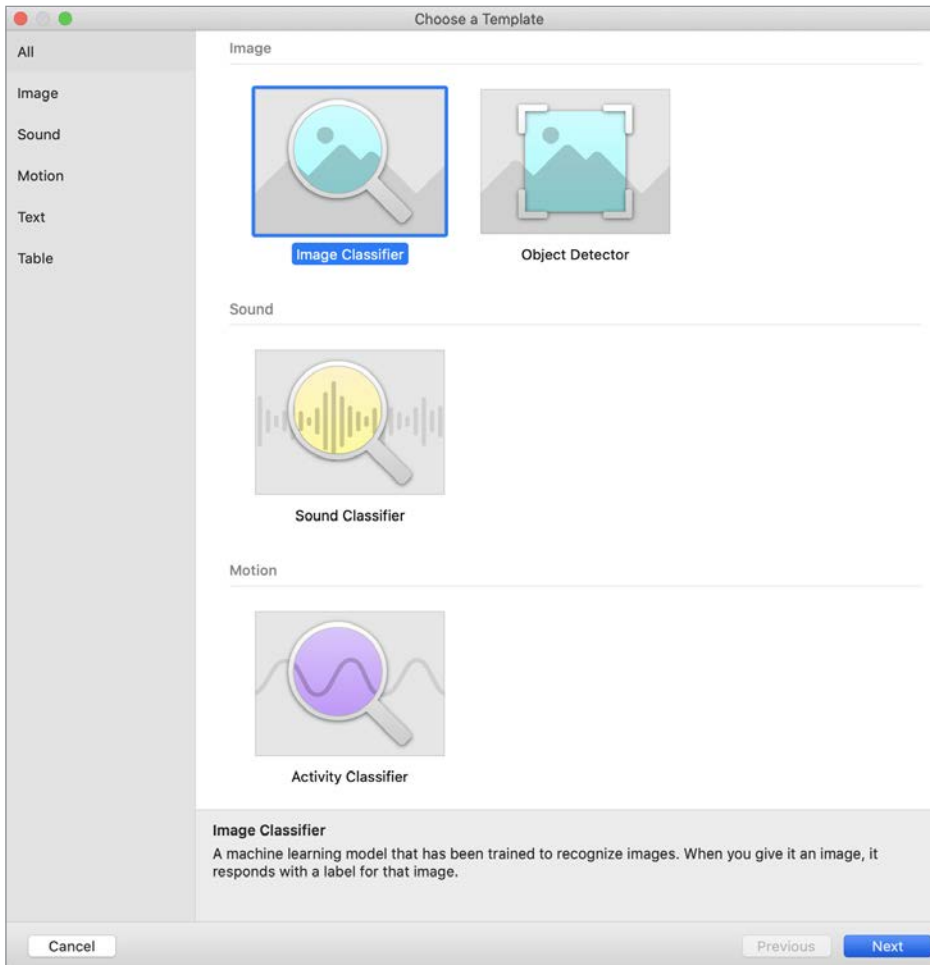 Choose a Template
All
Image
Sound
Motion
Text
Table
Image
Image Classifier
Object Detector
Sound
Sound Classifier
Motion
Activity Classifier
Image Classifier
A machine learning model that has been trained to recognize images. When you give it an image, it
responds with a label for that image.
Cancel
Previous
Next